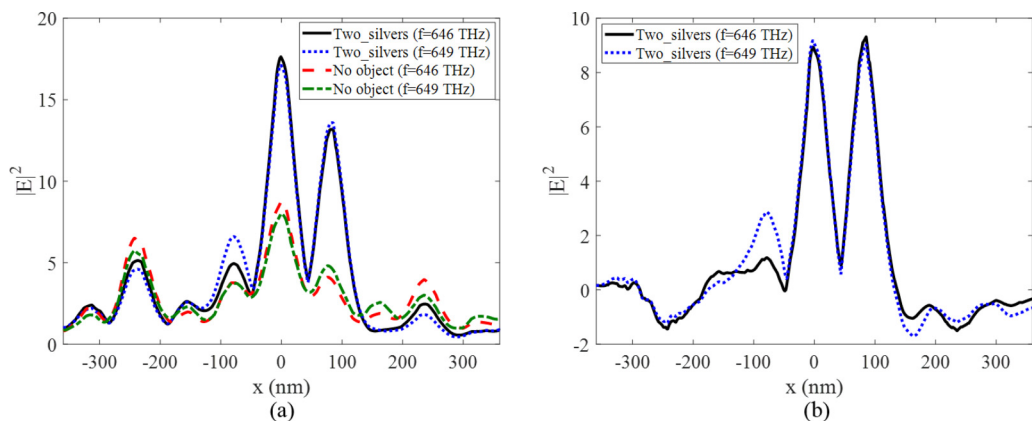 20
15
10
5
0
|E|²
-300 -200 -100 0 100 200 300
x (nm)
(a)
Two_silvers (f=646 THz)
Two_silvers (f=649 THz)
No object (f=646 THz)
No object (f=649 THz)
10
8
6
4
2
0
-2
|E|²
-300 -200 -100 0 100 200 300
x (nm)
(b)
Two_silvers (f=646 THz)
Two_silvers (f=649 THz)